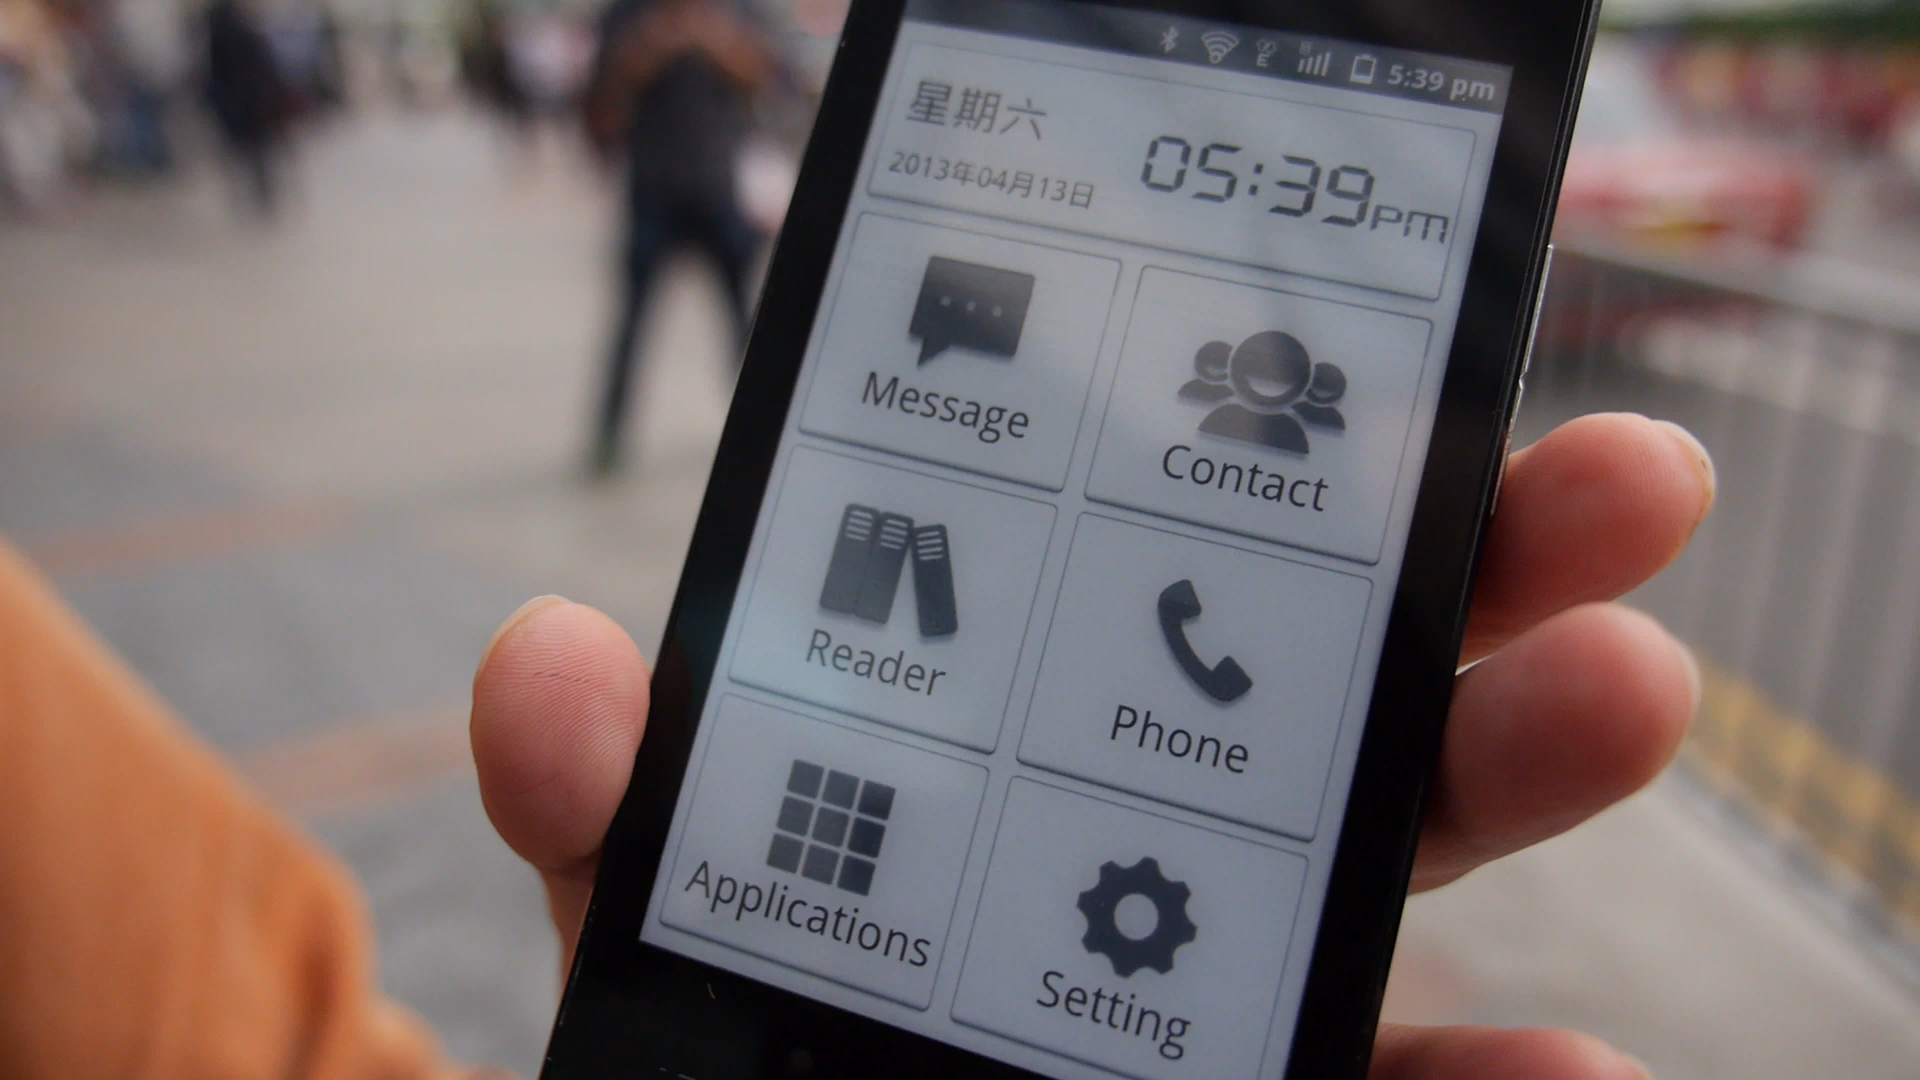 5:39 pm
星期六
2013年04月13日
05:39PM
Message
Contact
Reader
Phone
Applications
Setting